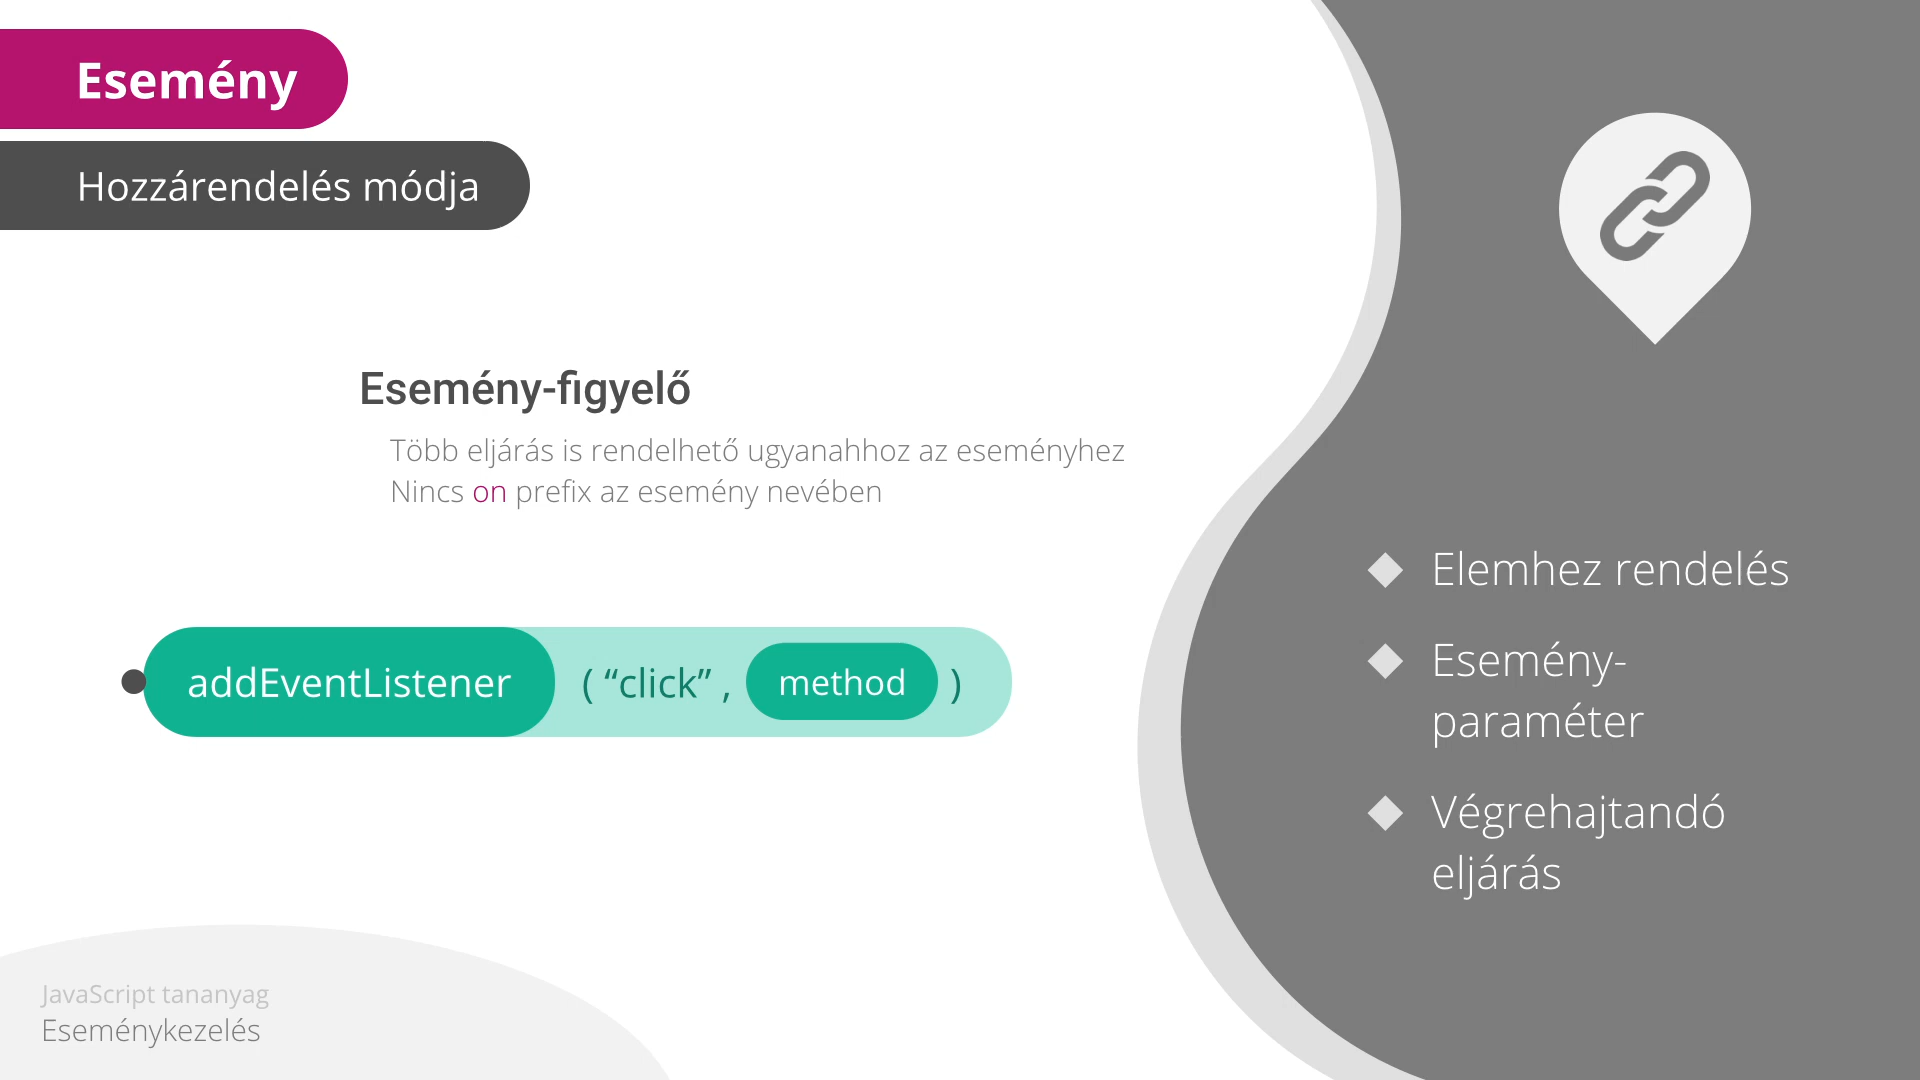 Esemény
Hozzárendelés módja
Esemény-figyelő
Több eljárás is rendelhető ugyanahhoz az eseményhez
Nincs on prefix az esemény nevében
addEventListener ( “click” , method )
Elemhez rendelés
Esemény-
paraméter
Végrehajtandó
eljárás
JavaScript tananyag
Eseménykezelés